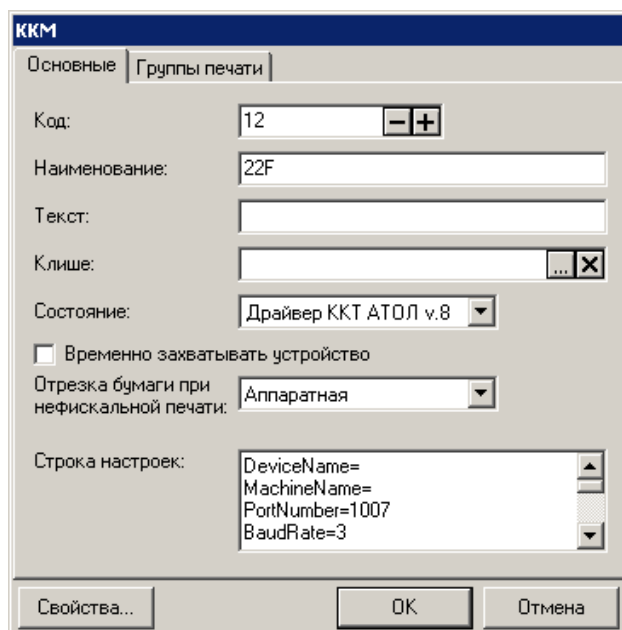 ККМ
Основные Группы печати
Код: 12
Наименование: 22F
Текст:
Клише: ...
Состояние: Драйвер ККТ АТОЛ v.8
Временно захватывать устройство
Отрезка бумаги при
нефискальной печати: Аппаратная
Строка настроек: DeviceName=
MachineName=
PortNumber=1007
BaudRate=3
Свойства... OK Отмена